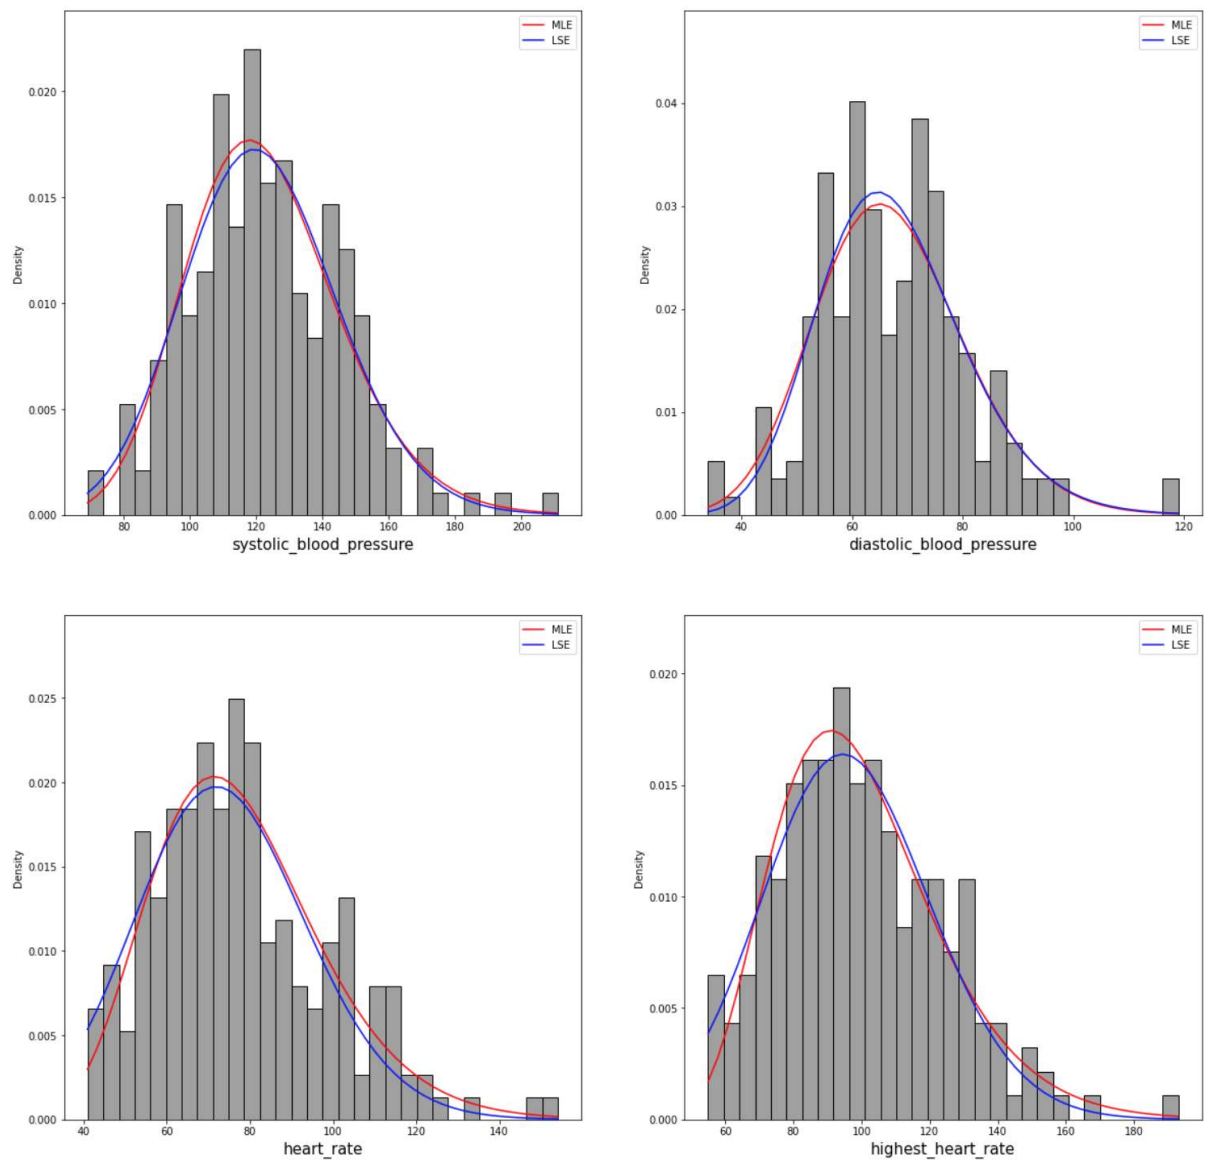 MLE
LSE
0.020
0.015
0.010
0.005
0.000
Density
80 100 120 140 160 180 200
systolic_blood_pressure
MLE
LSE
0.04
0.03
0.02
0.01
0.00
Density
40 60 80 100 120
diastolic_blood_pressure
MLE
LSE
0.025
0.020
0.015
0.010
0.005
0.000
Density
40 60 80 100 120 140
heart_rate
MLE
LSE
0.020
0.015
0.010
0.005
0.000
Density
60 80 100 120 140 160 180
highest_heart_rate